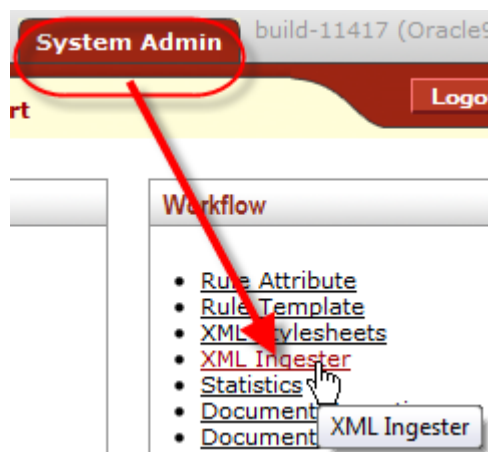 System Admin
build-11417 (Oracle9
rt
Logo
Workflow
Rule Attribute
Rule Template
XML Stylesheets
XML Ingester
Statistics
Document
XML Ingester
Document